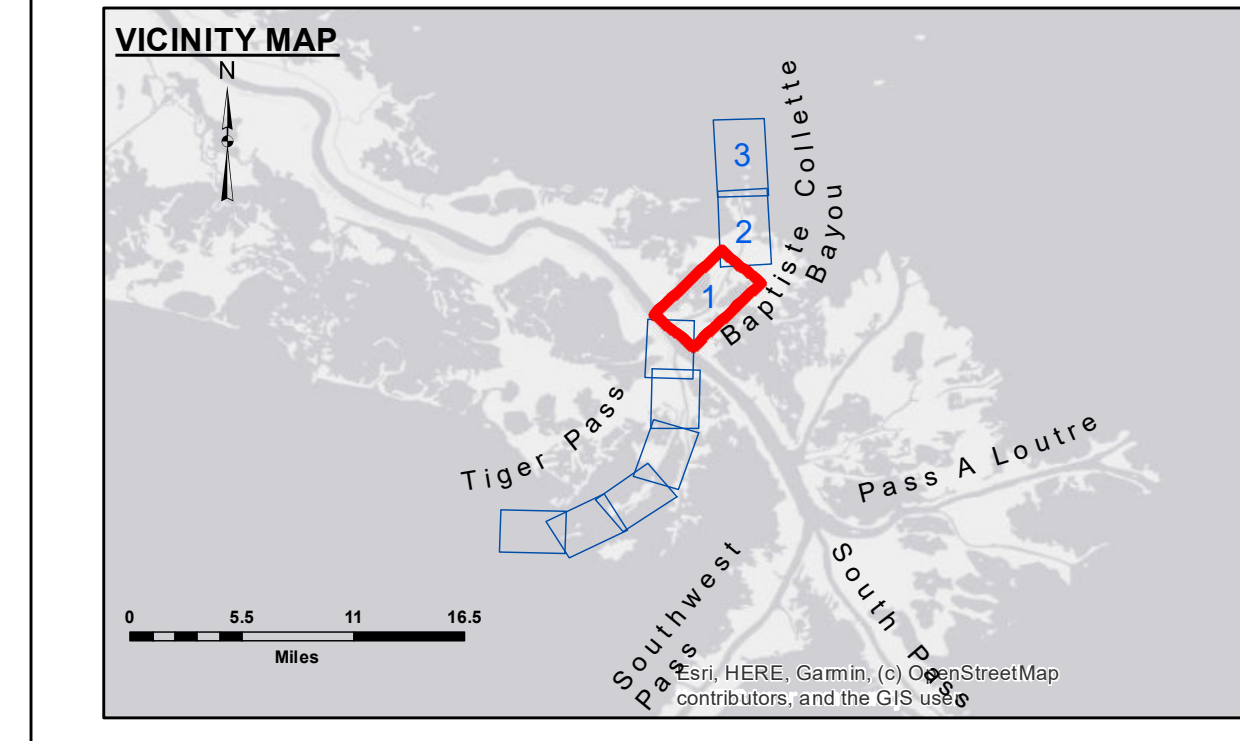 VICINITY MAP
N
3
2
1
Baptiste Collette
Bayou
Tiger Pass
Pass A Loutre
Southwest
Pass
South Pass
0 5.5 11 16.5
Miles
Esri, HERE, Garmin, (c) OpenStreetMap
contributors, and the GIS user